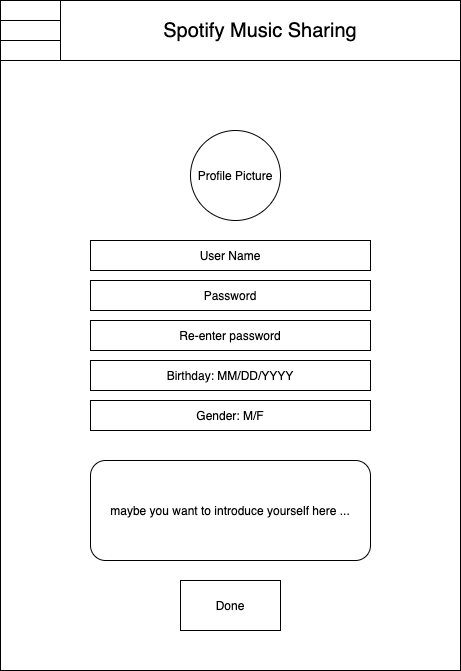 Spotify Music Sharing
Profile Picture
User Name
Password
Re-enter password
Birthday: MM/DD/YYYY
Gender: M/F
maybe you want to introduce yourself here ...
Done